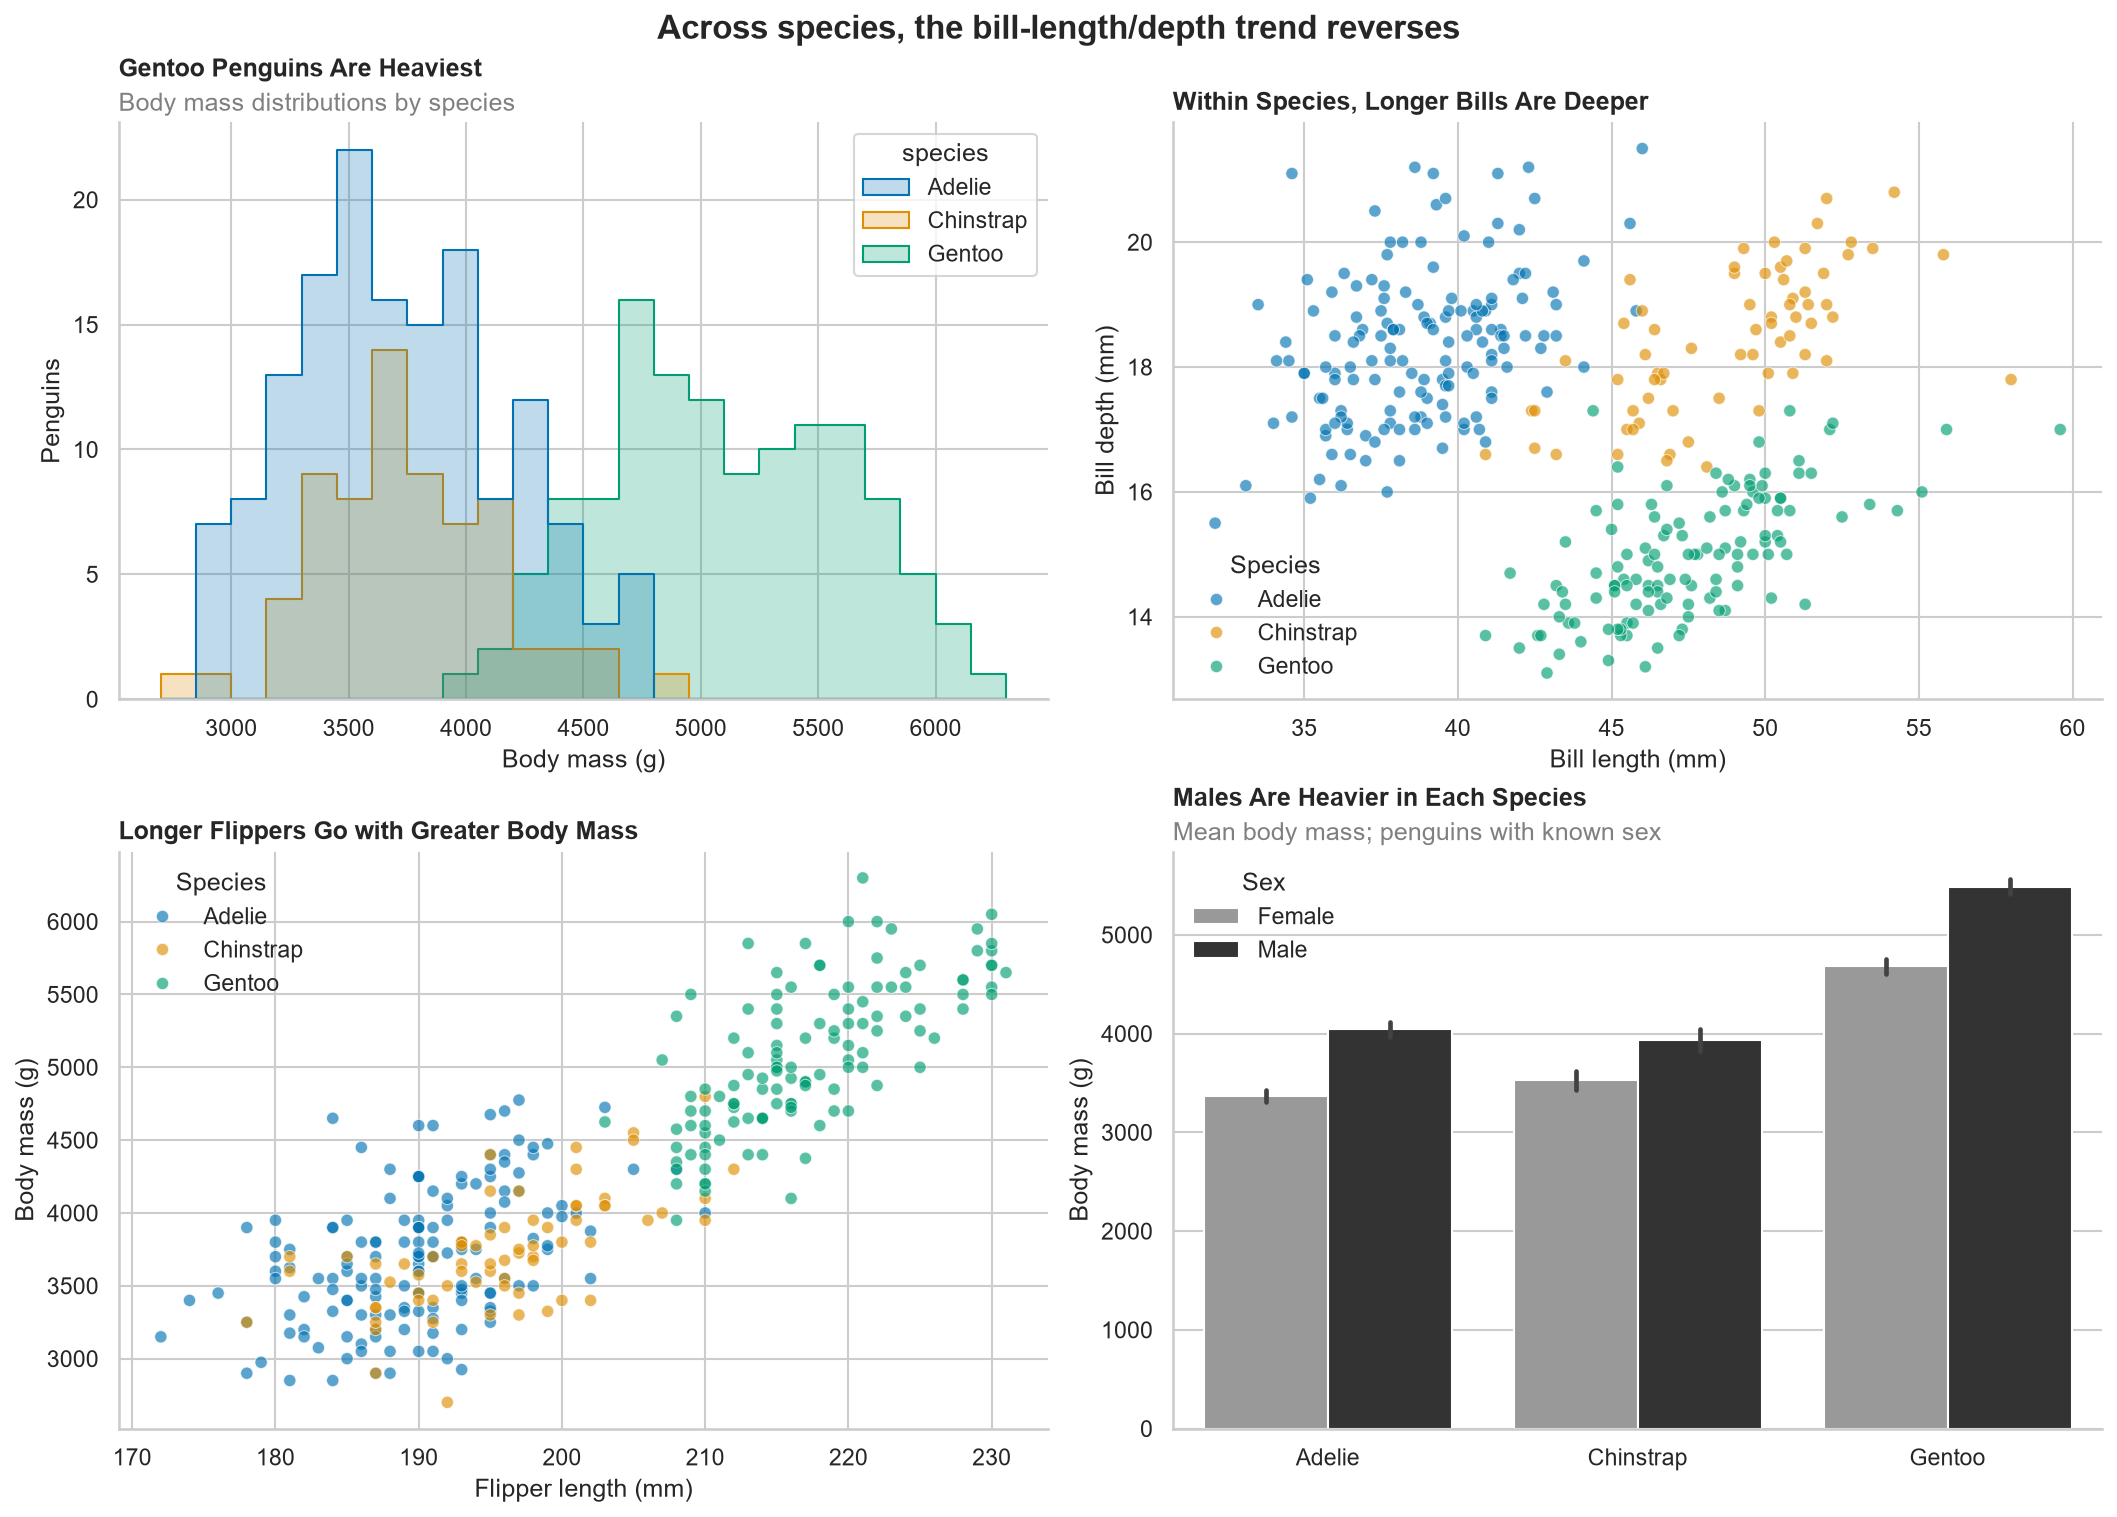 Across species, the bill-length/depth trend reverses
Gentoo Penguins Are Heaviest
Body mass distributions by species
species
Adelie
Chinstrap
Gentoo
Penguins
20
15
10
5
0
3000 3500 4000 4500 5000 5500 6000
Body mass (g)
Within Species, Longer Bills Are Deeper
Bill depth (mm)
20
18
16
14
Species
Adelie
Chinstrap
Gentoo
35 40 45 50 55 60
Bill length (mm)
Longer Flippers Go with Greater Body Mass
Species
Adelie
Chinstrap
Gentoo
Body mass (g)
6000
5500
5000
4500
4000
3500
3000
170 180 190 200 210 220 230
Flipper length (mm)
Males Are Heavier in Each Species
Mean body mass; penguins with known sex
Sex
Female
Male
Body mass (g)
5000
4000
3000
2000
1000
0
Adelie Chinstrap Gentoo